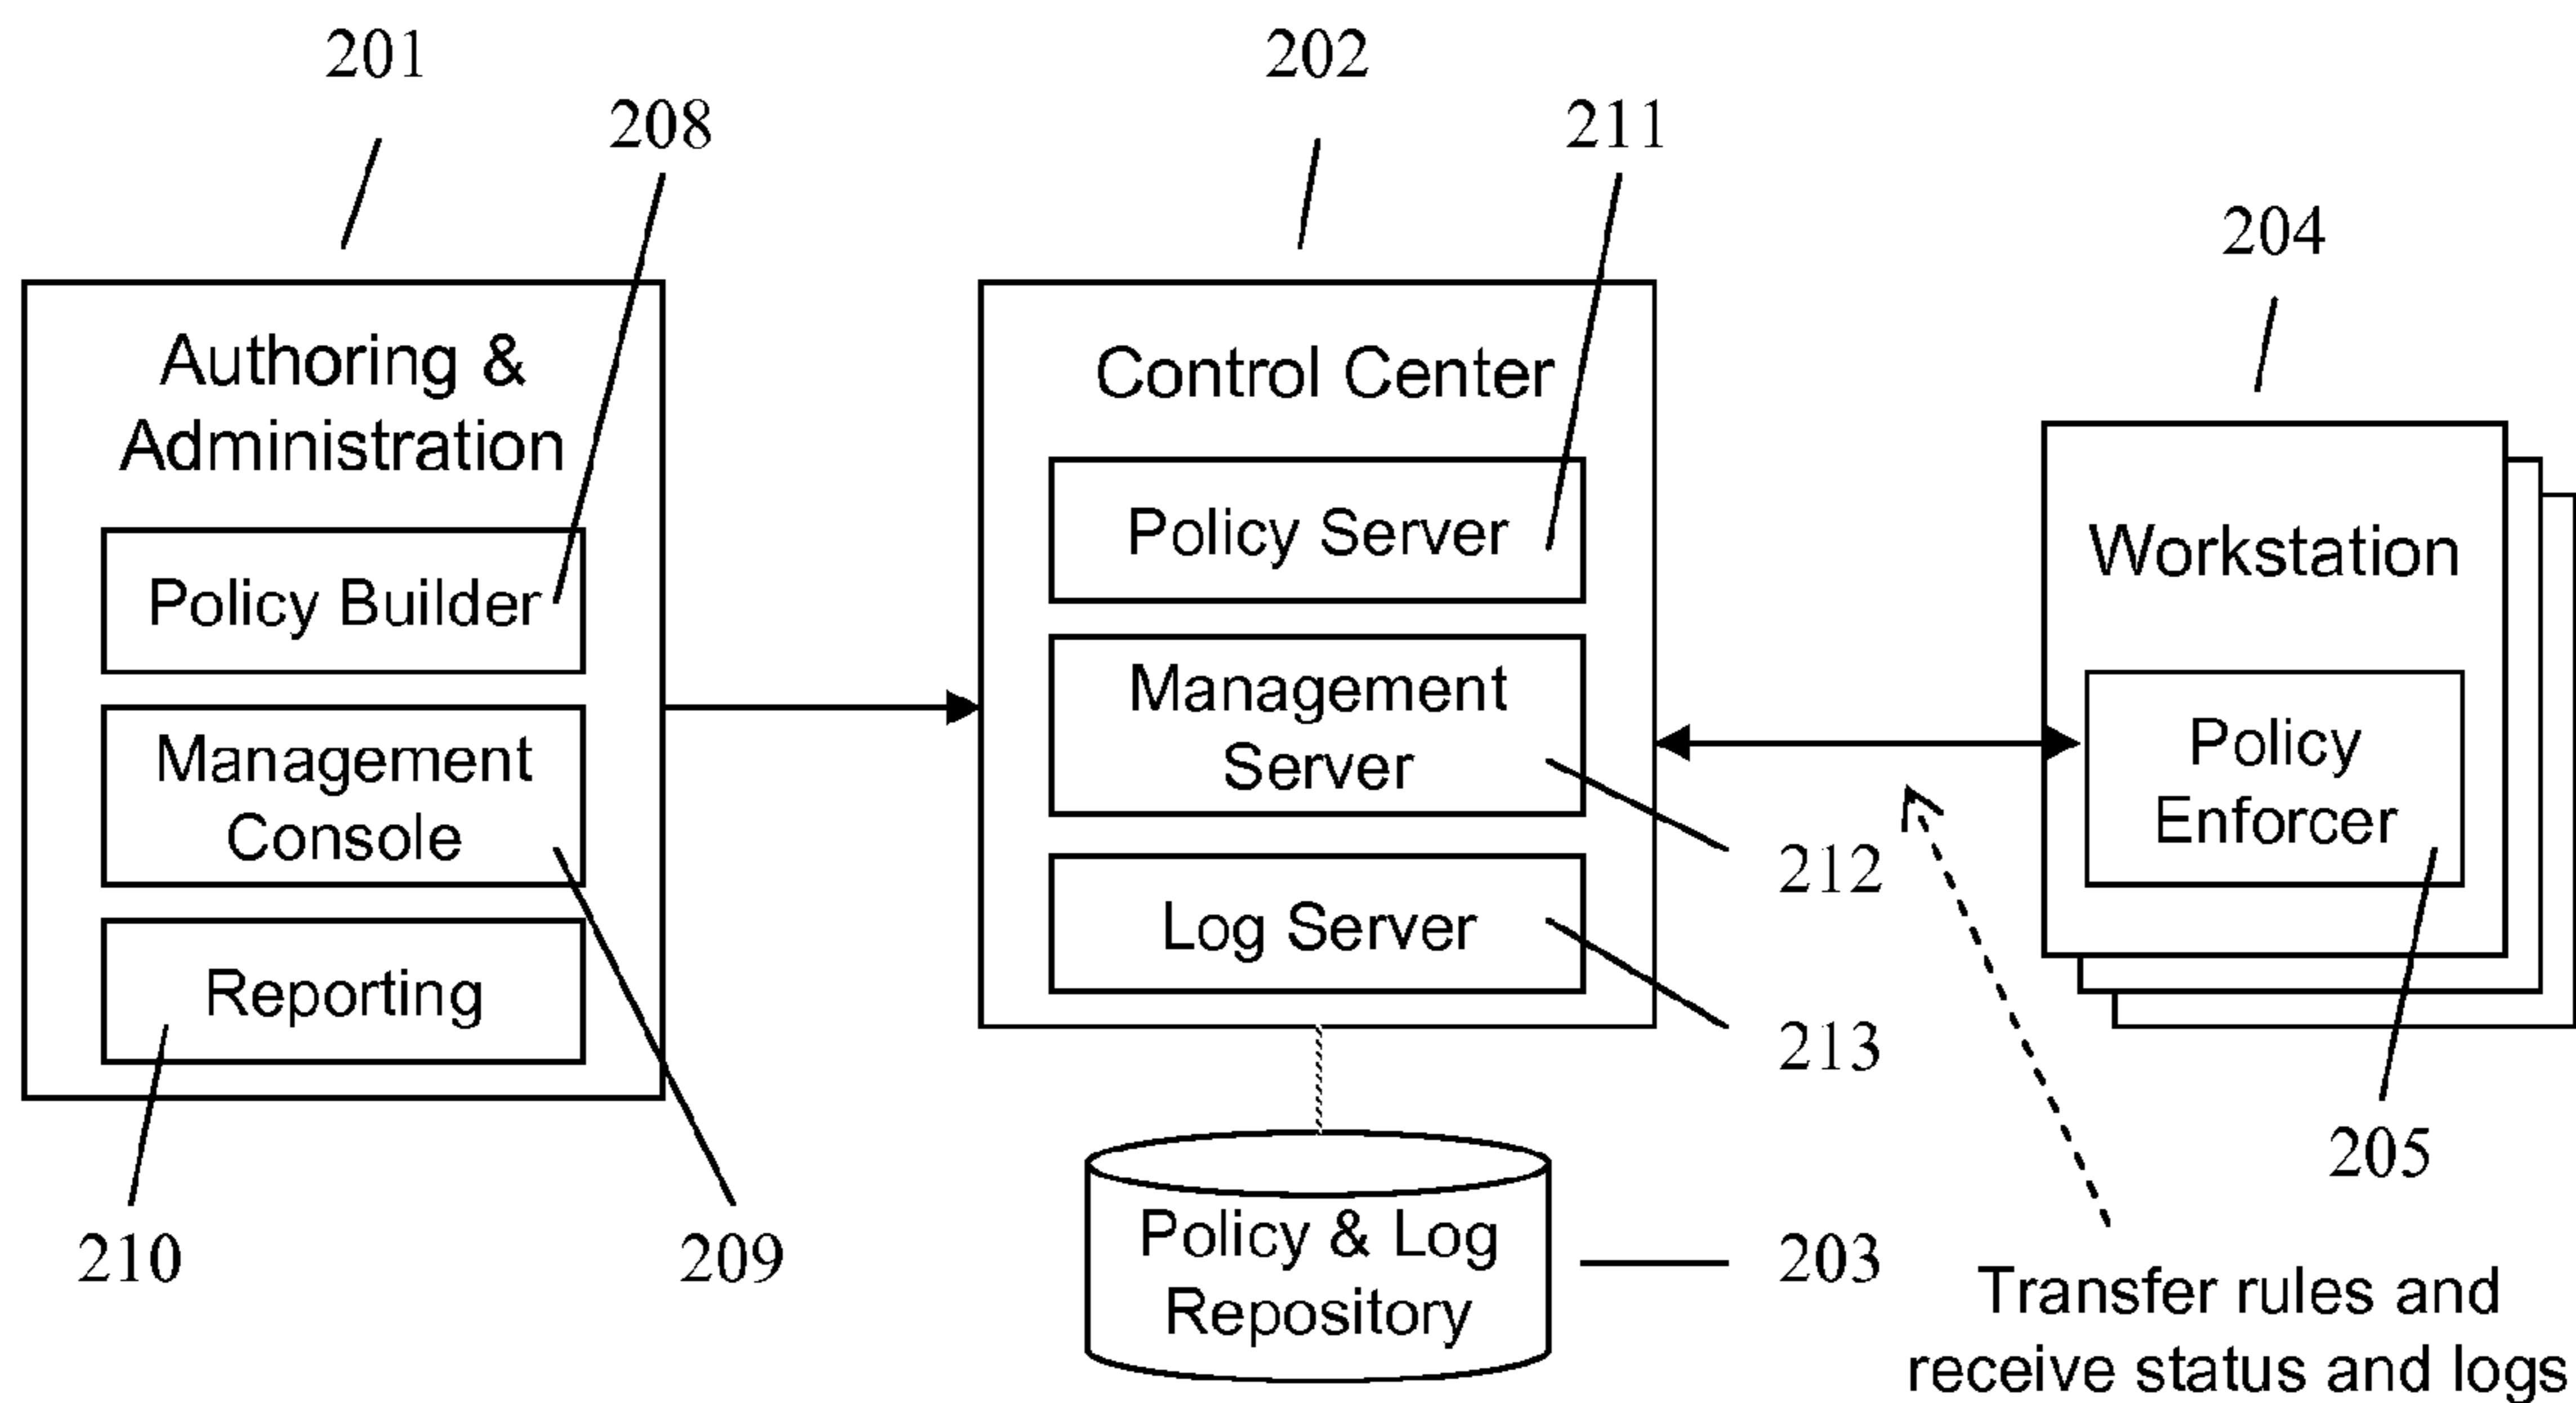 201
202
208
211
204
Authoring &
Administration
Control Center
Policy Server
Workstation
Policy Builder
Management
Server
Management
Console
Policy
Enforcer
212
Log Server
Reporting
213
205
210
209
Policy & Log
Repository
203
Transfer rules and
receive status and logs